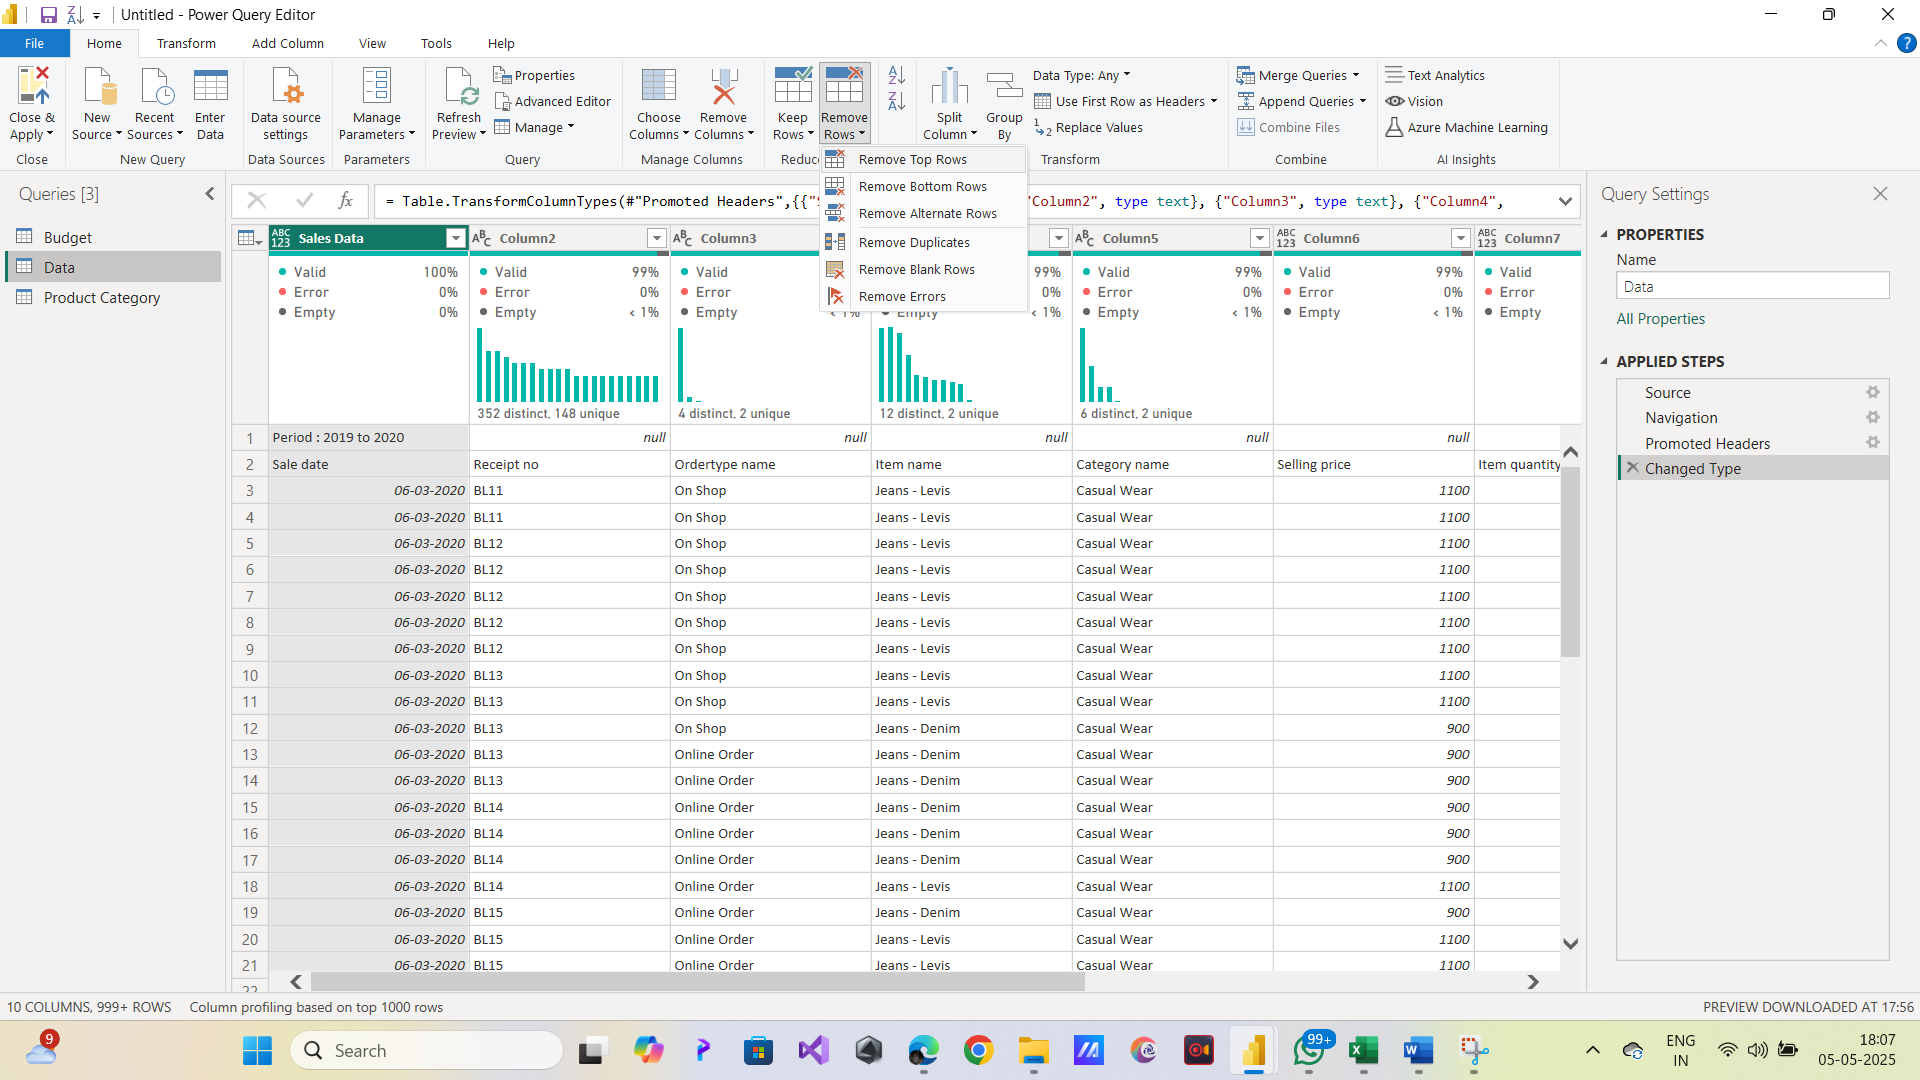 Untitled - Power Query Editor
File Home Transform Add Column View Tools Help
Close & Apply
New Source
Recent Sources
Enter Data
Data source settings
Manage Parameters
Refresh Preview
Properties
Advanced Editor
Manage
Choose Columns
Remove Columns
Keep Rows
Remove Rows
Split Column
Group By
Data Type: Any
Use First Row as Headers
Replace Values
Merge Queries
Append Queries
Combine Files
Text Analytics
Vision
Azure Machine Learning
Close New Query Data Sources Parameters Query Manage Columns Reduc Transform Combine AI Insights
Remove Top Rows
Remove Bottom Rows
Remove Alternate Rows
Remove Duplicates
Remove Blank Rows
Remove Errors
Queries [3]
Budget
Data
Product Category
= Table.TransformColumnTypes(#"Promoted Headers",{{" Column2", type text}, {"Column3", type text}, {"Column4",
ABC 123 Sales Data ABC Column2 ABC Column3 ABC Column5 ABC 123 Column6 ABC 123 Column7
Valid 100% Valid 99% Valid 99% Valid 99% Valid 99% Valid
Error 0% Error 0% Error 0% Error 0% Error 0% Error
Empty 0% Empty < 1% Empty < 1% Empty < 1% Empty < 1% Empty < 1% Empty
352 distinct, 148 unique 4 distinct, 2 unique 12 distinct, 2 unique 6 distinct, 2 unique
1 Period : 2019 to 2020 null null null null null
2 Sale date Receipt no Ordertype name Item name Category name Selling price Item quantity
3 06-03-2020 BL11 On Shop Jeans - Levis Casual Wear 1100
4 06-03-2020 BL11 On Shop Jeans - Levis Casual Wear 1100
5 06-03-2020 BL12 On Shop Jeans - Levis Casual Wear 1100
6 06-03-2020 BL12 On Shop Jeans - Levis Casual Wear 1100
7 06-03-2020 BL12 On Shop Jeans - Levis Casual Wear 1100
8 06-03-2020 BL12 On Shop Jeans - Levis Casual Wear 1100
9 06-03-2020 BL12 On Shop Jeans - Levis Casual Wear 1100
10 06-03-2020 BL13 On Shop Jeans - Levis Casual Wear 1100
11 06-03-2020 BL13 On Shop Jeans - Levis Casual Wear 1100
12 06-03-2020 BL13 On Shop Jeans - Denim Casual Wear 900
13 06-03-2020 BL13 Online Order Jeans - Denim Casual Wear 900
14 06-03-2020 BL13 Online Order Jeans - Denim Casual Wear 900
15 06-03-2020 BL14 Online Order Jeans - Denim Casual Wear 900
16 06-03-2020 BL14 Online Order Jeans - Denim Casual Wear 900
17 06-03-2020 BL14 Online Order Jeans - Denim Casual Wear 900
18 06-03-2020 BL14 Online Order Jeans - Levis Casual Wear 1100
19 06-03-2020 BL15 Online Order Jeans - Denim Casual Wear 900
20 06-03-2020 BL15 Online Order Jeans - Levis Casual Wear 1100
21 06-03-2020 BL15 Online Order Jeans - Levis Casual Wear 1100
22
Query Settings
PROPERTIES
Name
Data
All Properties
APPLIED STEPS
Source
Navigation
Promoted Headers
Changed Type
10 COLUMNS, 999+ ROWS Column profiling based on top 1000 rows PREVIEW DOWNLOADED AT 17:56
9
Search
99+
ENG
IN
18:07
05-05-2025